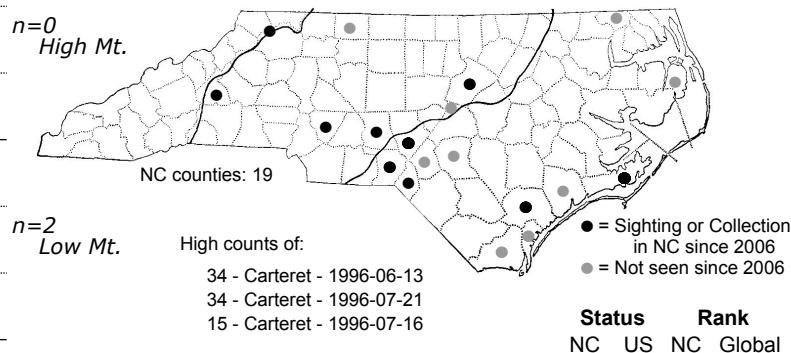 n=0
High Mt.
NC counties: 19
n=2
Low Mt.
High counts of:
34 - Carteret - 1996-06-13
34 - Carteret - 1996-07-21
15 - Carteret - 1996-07-16
● = Sighting or Collection
in NC since 2006
● = Not seen since 2006
Status Rank
NC US NC Global